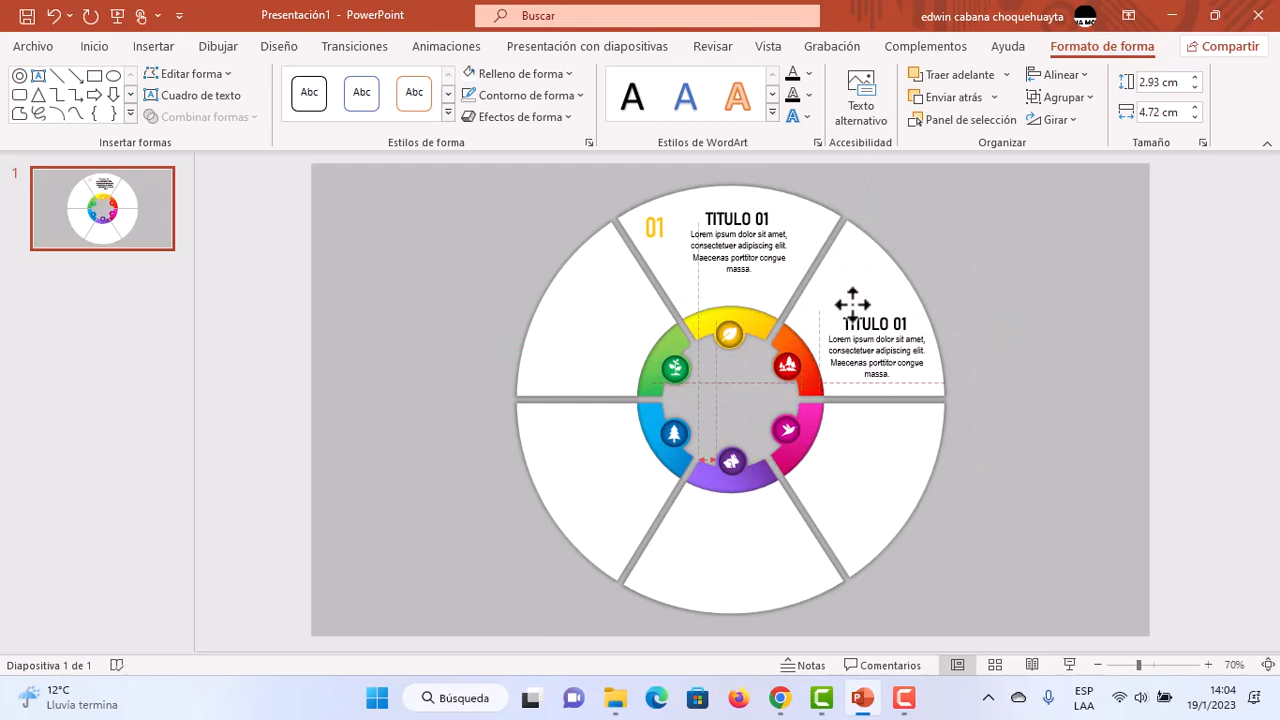 Presentación1 - PowerPoint
Buscar
edwin cabana choquehuayta
Archivo
Inicio
Insertar
Dibujar
Diseño
Transiciones
Animaciones
Presentación con diapositivas
Revisar
Vista
Grabación
Complementos
Ayuda
Formato de forma
Compartir
Editar forma
Cuadro de texto
Combinar formas
Insertar formas
Abc
Abc
Abc
Relleno de forma
Contorno de forma
Efectos de forma
Estilos de forma
A
A
A
Estilos de WordArt
Texto
alternativo
Accesibilidad
Traer adelante
Enviar atrás
Panel de selección
Alinear
Agrupar
Girar
Organizar
2.93 cm
4.72 cm
Tamaño
1
01
TITULO 01
Lorem ipsum dolor sit amet,
consectetuer adipiscing elit.
Maecenas porttitor congue
massa.
TITULO 01
Lorem ipsum dolor sit amet,
consectetuer adipiscing elit.
Maecenas porttitor congue
massa.
Diapositiva 1 de 1
Notas
Comentarios
70%
12°C
Lluvia termina
Búsqueda
ESP
LAA
14:04
19/1/2023